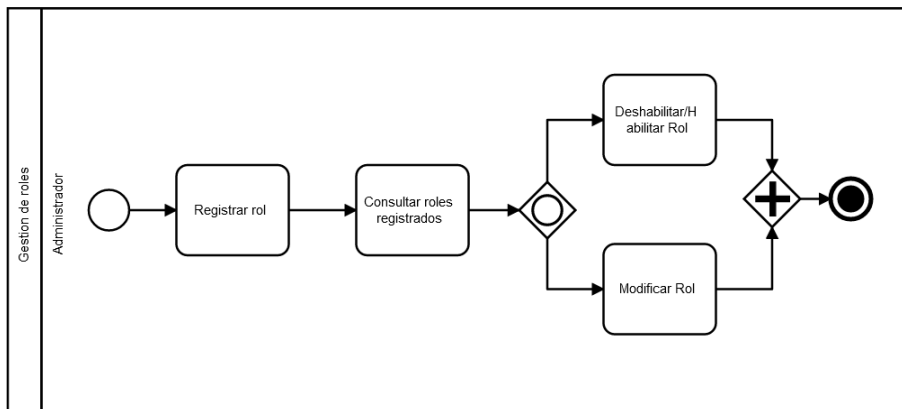 Gestion de roles
Administrador
Registrar rol
Consultar roles
registrados
Deshabilitar/H
abilitar Rol
Modificar Rol